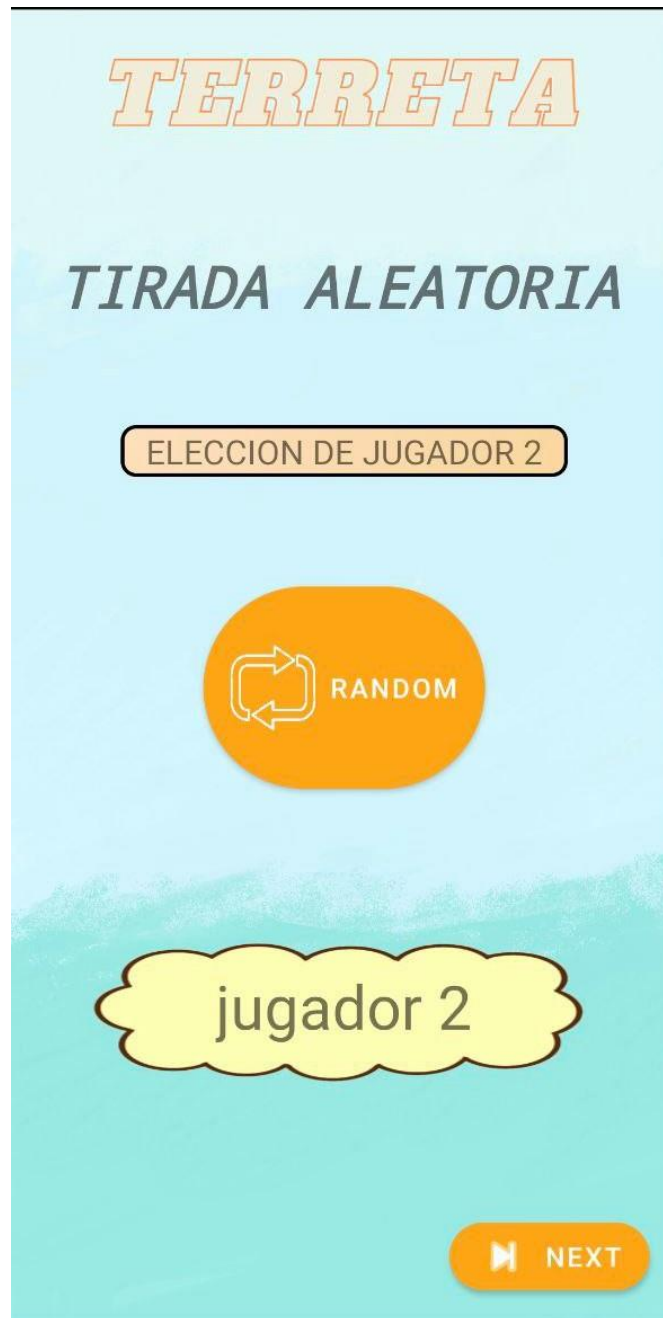 TERRETA
TIRADA ALEATORIA
ELECCION DE JUGADOR 2
RANDOM
jugador 2
NEXT